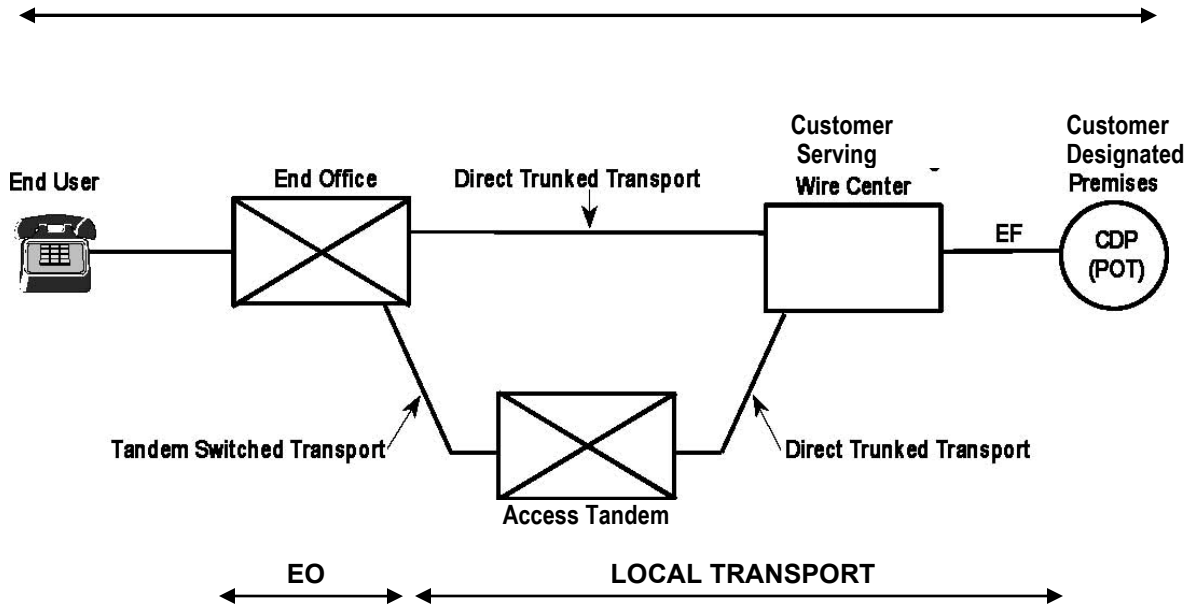 Customer
Serving
Wire Center
Customer
Designated
Premises
End User
End Office
Direct Trunked Transport
EF
CDP
(POT)
Tandem Switched Transport
Direct Trunked Transport
Access Tandem
EO
LOCAL TRANSPORT